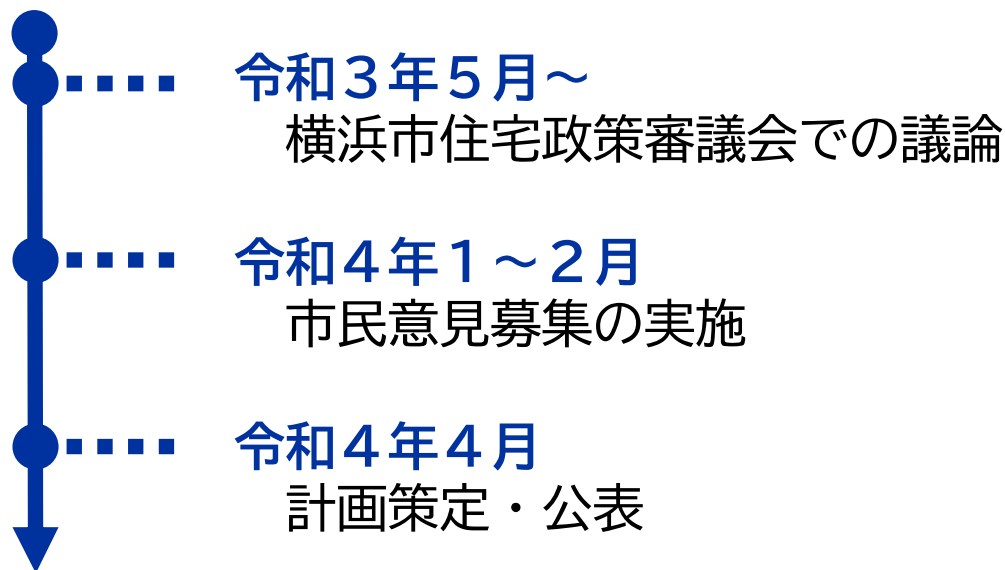 令和３年５月～
横浜市住宅政策審議会での議論
令和４年１～２月
市民意見募集の実施
令和４年４月
計画策定・公表